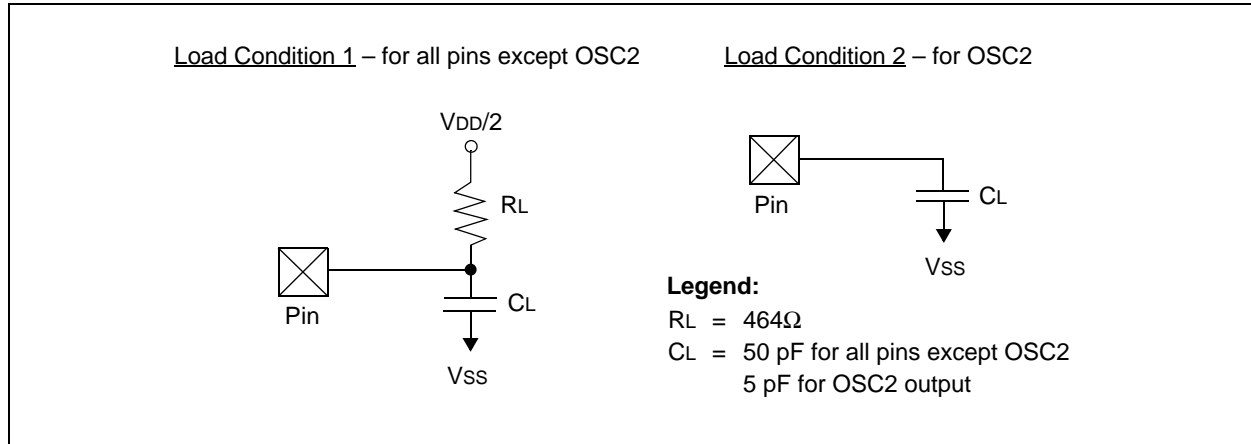 Load Condition 1 – for all pins except OSC2
VDD/2
RL
Pin
CL
VSS
Load Condition 2 – for OSC2
Pin
CL
VSS
Legend:
RL = 464Ω
CL = 50 pF for all pins except OSC2
5 pF for OSC2 output